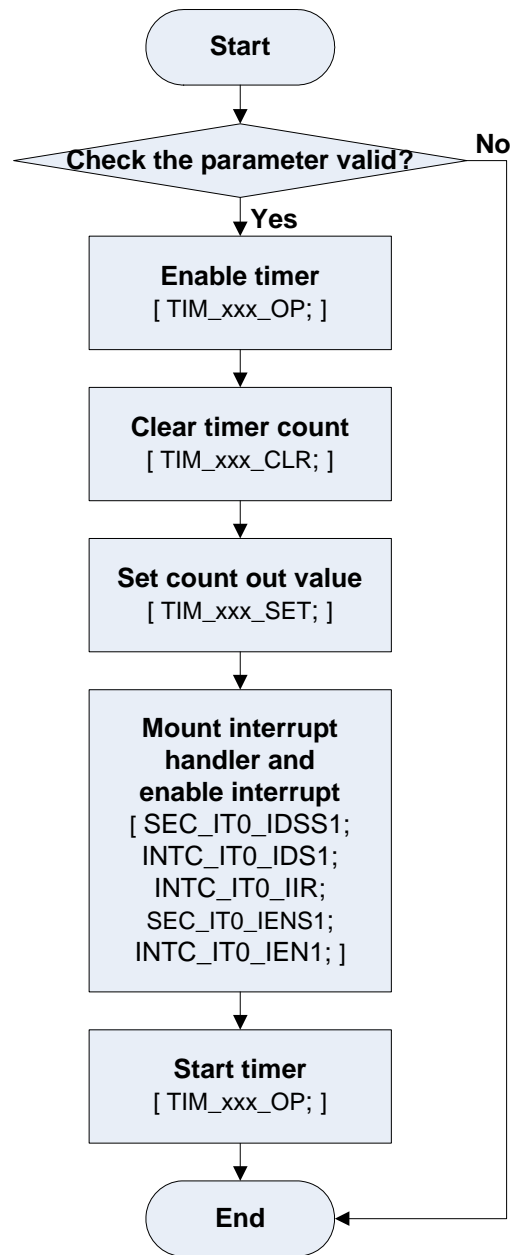 Start
Check the parameter valid?
No
Yes
Enable timer
[ TIM_xxx_OP; ]
Clear timer count
[ TIM_xxx_CLR; ]
Set count out value
[ TIM_xxx_SET; ]
Mount interrupt
handler and
enable interrupt
[ SEC_IT0_IDSS1;
INTC_IT0_IDS1;
INTC_IT0_IIR;
SEC_IT0_IENS1;
INTC_IT0_IEN1; ]
Start timer
[ TIM_xxx_OP; ]
End